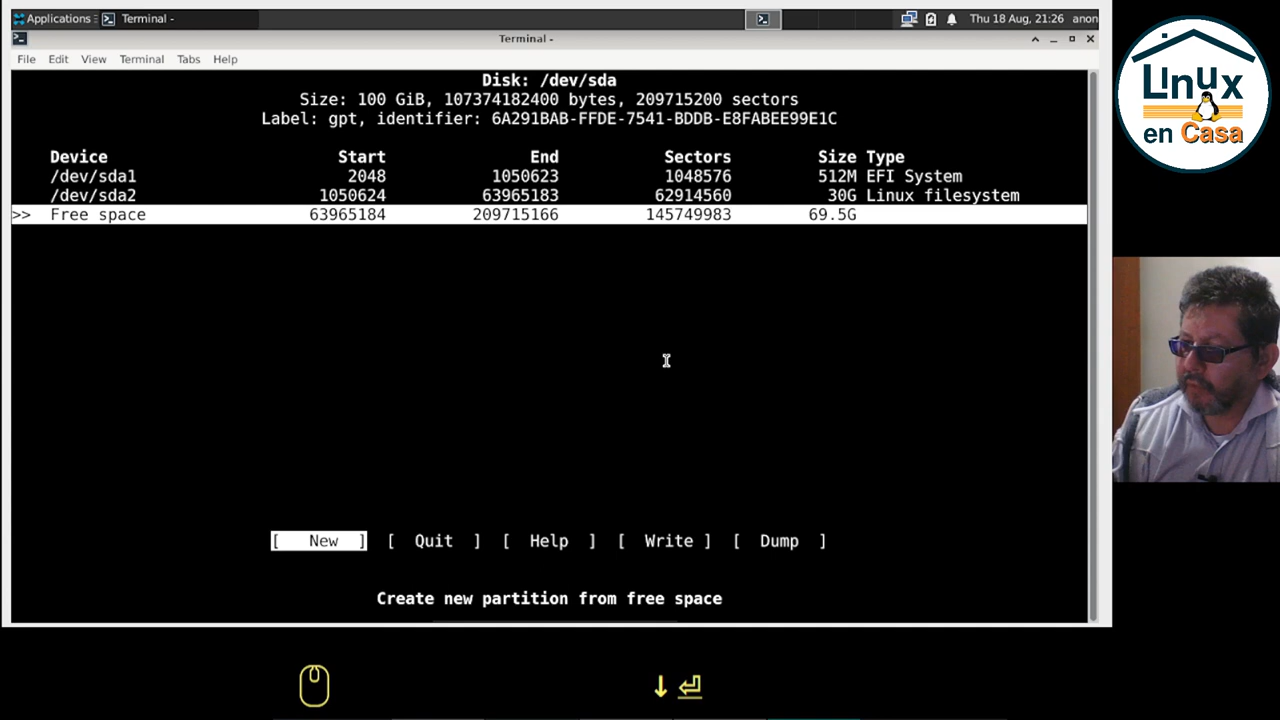 Applications Terminal - Thu 18 Aug, 21:26 anon
Terminal -
File Edit View Terminal Tabs Help
Disk: /dev/sda
Size: 100 GiB, 107374182400 bytes, 209715200 sectors
Label: gpt, identifier: 6A291BAB-FFDE-7541-BDDB-E8FABEE99E1C
Device Start End Sectors Size Type
/dev/sda1 2048 1050623 1048576 512M EFI System
/dev/sda2 1050624 63965183 62914560 30G Linux filesystem
>> Free space 63965184 209715166 145749983 69.5G
[ New ] [ Quit ] [ Help ] [ Write ] [ Dump ]
Create new partition from free space
Linux
en Casa